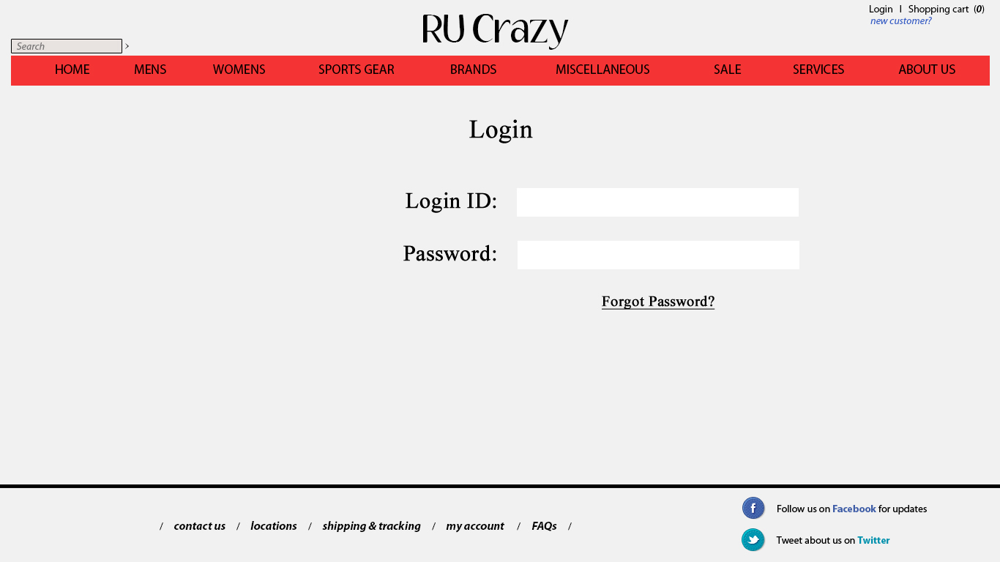 Login | Shopping cart (0)
new customer?
RU Crazy
Search >
HOME MENS WOMENS SPORTS GEAR BRANDS MISCELLANEOUS SALE SERVICES ABOUT US
Login
Login ID:
Password:
Forgot Password?
/ contact us / locations / shipping & tracking / my account / FAQs /
f Follow us on Facebook for updates
Tweet about us on Twitter